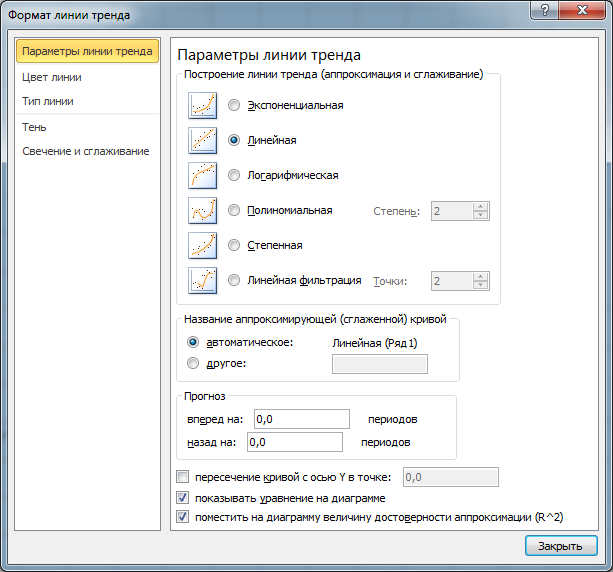 Формат линии тренда
Параметры линии тренда
Цвет линии
Тип линии
Тень
Свечение и сглаживание
Параметры линии тренда
Построение линии тренда (аппроксимация и сглаживание)
Экспоненциальная
Линейная
Логарифмическая
Полиномиальная Степень: 2
Степенная
Линейная фильтрация Точки: 2
Название аппроксимирующей (сглаженной) кривой
автоматическое: Линейная (Ряд1)
другое:
Прогноз
вперед на: 0,0 периодов
назад на: 0,0 периодов
пересечение кривой с осью Y в точке: 0,0
показывать уравнение на диаграмме
поместить на диаграмму величину достоверности аппроксимации (R^2)
Закрыть